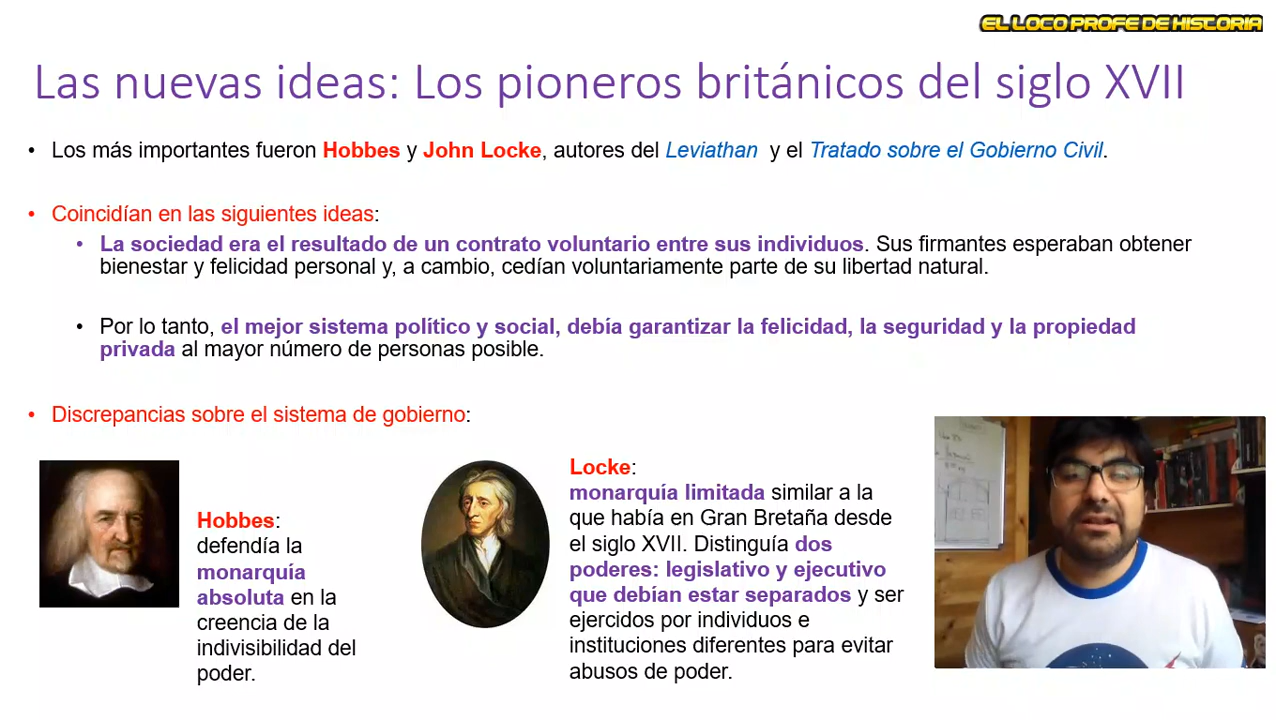 EL LOCO PROFE DE HISTORIA
Las nuevas ideas: Los pioneros británicos del siglo XVII
• Los más importantes fueron Hobbes y John Locke, autores del Leviathan y el Tratado sobre el Gobierno Civil.
• Coincidían en las siguientes ideas:
• La sociedad era el resultado de un contrato voluntario entre sus individuos. Sus firmantes esperaban obtener
bienestar y felicidad personal y, a cambio, cedían voluntariamente parte de su libertad natural.
• Por lo tanto, el mejor sistema político y social, debía garantizar la felicidad, la seguridad y la propiedad
privada al mayor número de personas posible.
• Discrepancias sobre el sistema de gobierno:
Hobbes:
defendía la
monarquía
absoluta en la
creencia de la
indivisibilidad del
poder.
Locke:
monarquía limitada similar a la
que había en Gran Bretaña desde
el siglo XVII. Distinguía dos
poderes: legislativo y ejecutivo
que debían estar separados y ser
ejercidos por individuos e
instituciones diferentes para evitar
abusos de poder.